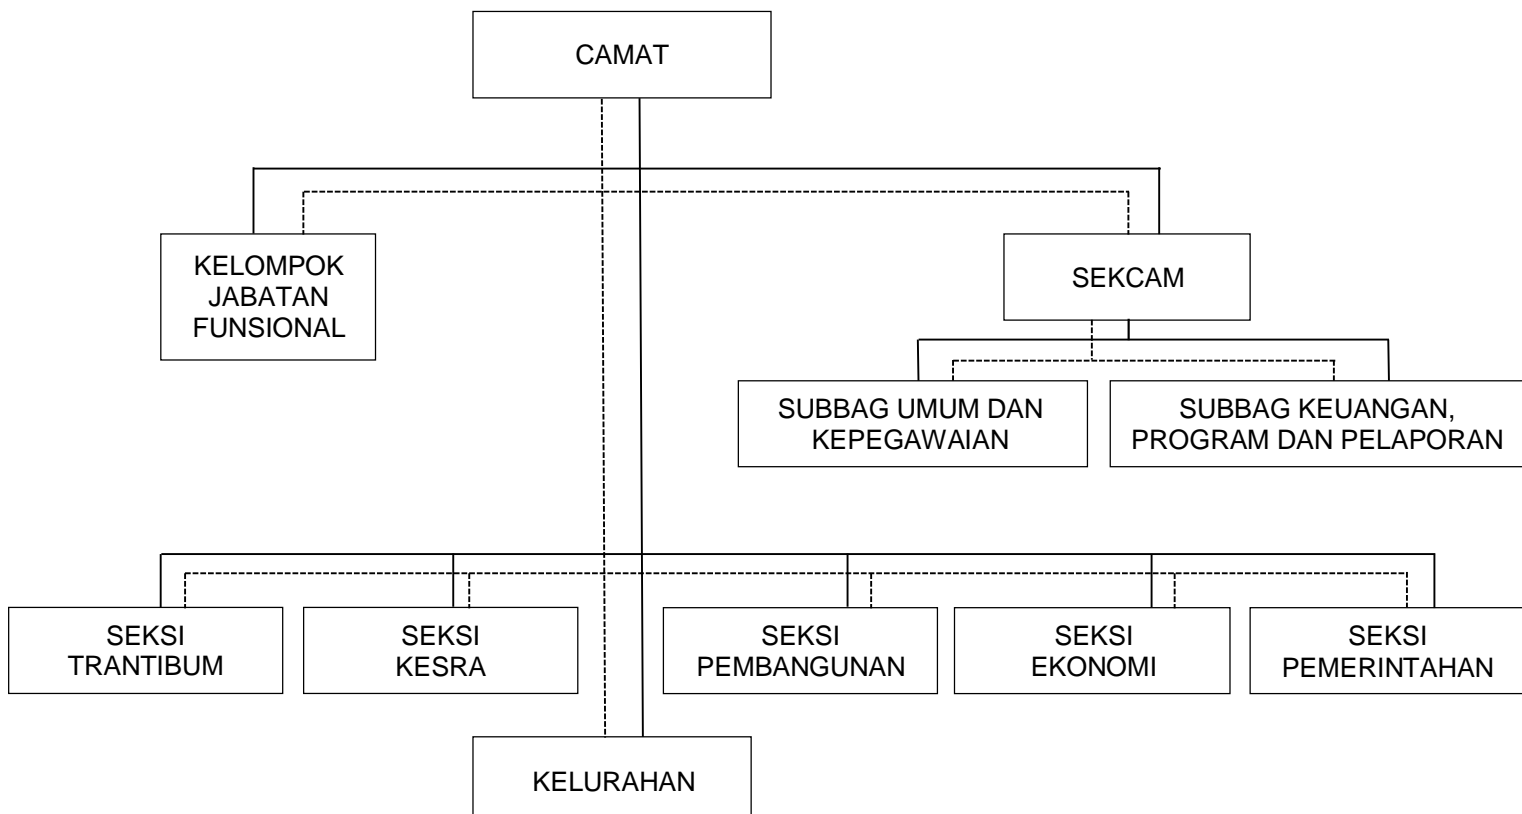 CAMAT
KELOMPOK
JABATAN
FUNSIONAL
SEKCAM
SUBBAG UMUM DAN
KEPEGAWAIAN
SUBBAG KEUANGAN,
PROGRAM DAN PELAPORAN
SEKSI
TRANTIBUM
SEKSI
KESRA
SEKSI
PEMBANGUNAN
SEKSI
EKONOMI
SEKSI
PEMERINTAHAN
KELURAHAN